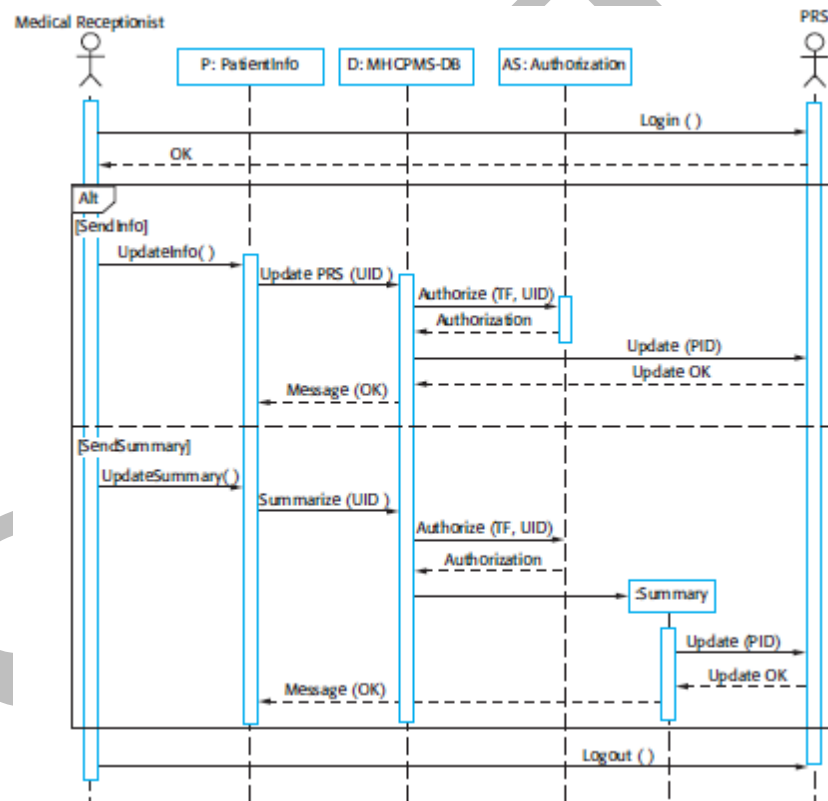 Medical Receptionist
PRS
P: PatientInfo
D: MHCPMS-DB
AS: Authorization
Login ( )
OK
Alt
[SendInfo]
UpdateInfo( )
Update PRS (UID )
Authorize (TF, UID)
Authorization
Update (PID)
Update OK
Message (OK)
[SendSummary]
UpdateSummary( )
Summarize (UID )
Authorize (TF, UID)
Authorization
:Summary
Update (PID)
Update OK
Message (OK)
Logout ( )